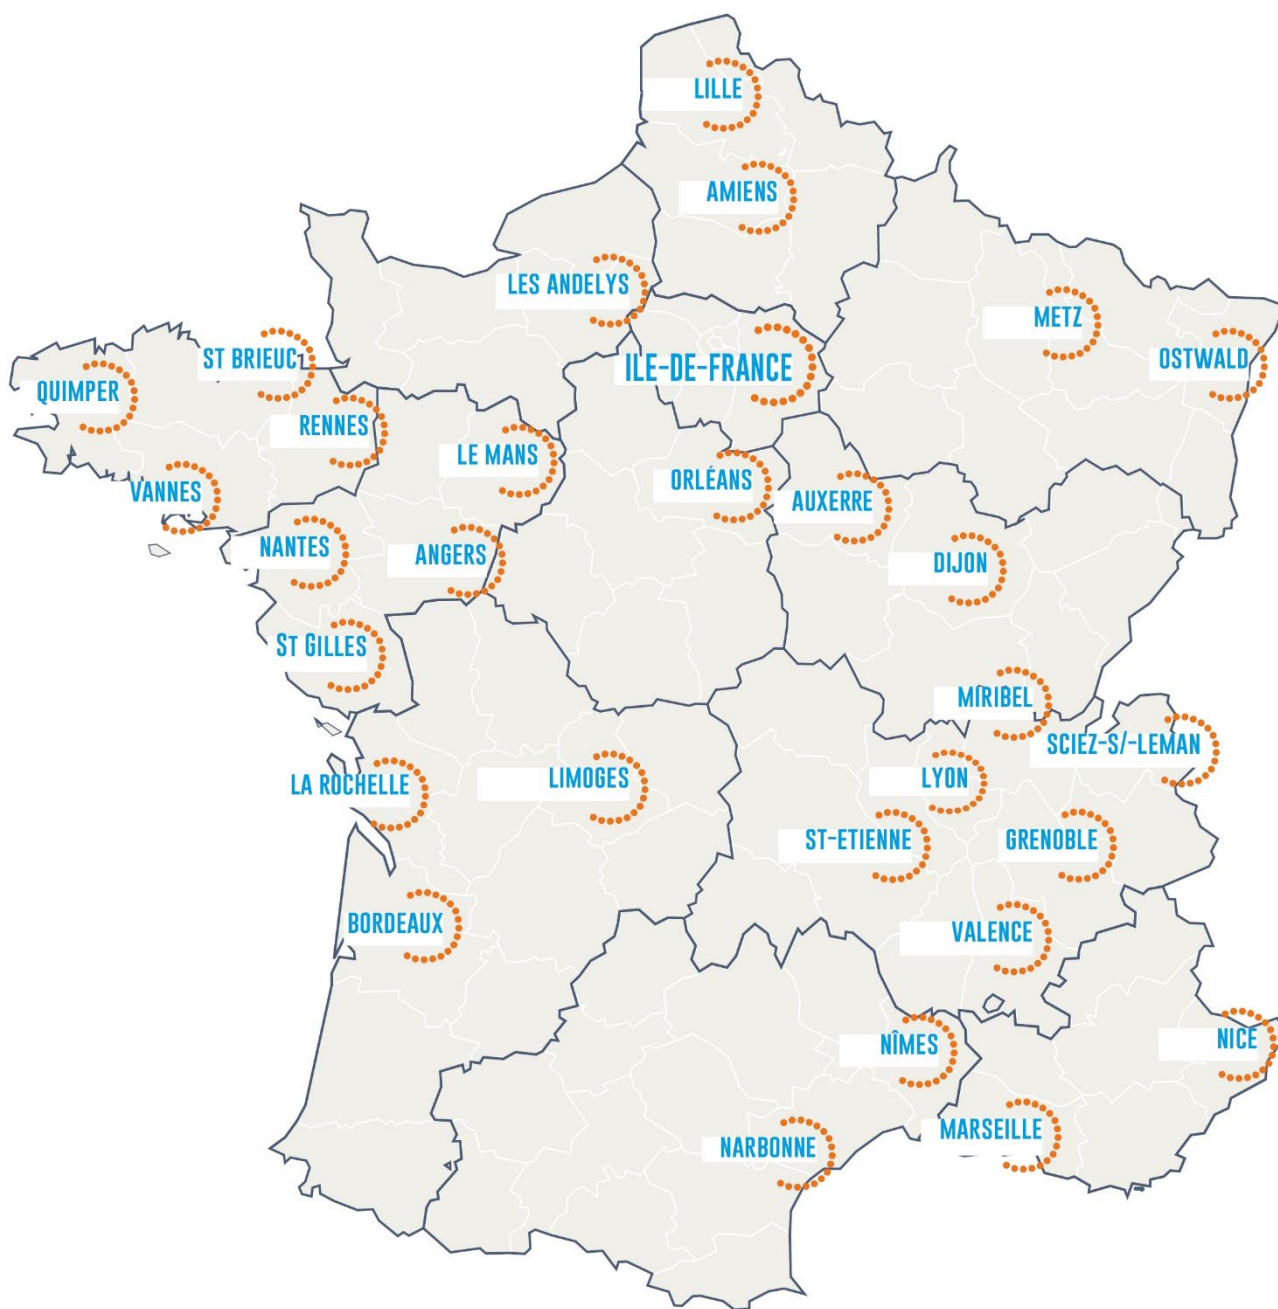 LILLE
AMIENS
LES ANDELYS
METZ
ST BRIEUC
OSTWALD
ILE-DE-FRANCE
QUIMPER
RENNES
LE MANS
ORLÉANS
VANNES
AUXERRE
NANTES
ANGERS
DIJON
ST GILLES
MIRIBEL
SCIEZ-S/-LEMAN
LA ROCHELLE
LIMOGES
LYON
ST-ETIENNE
GRENOBLE
BORDEAUX
VALENCE
NÎMES
NICE
MARSEILLE
NARBONNE